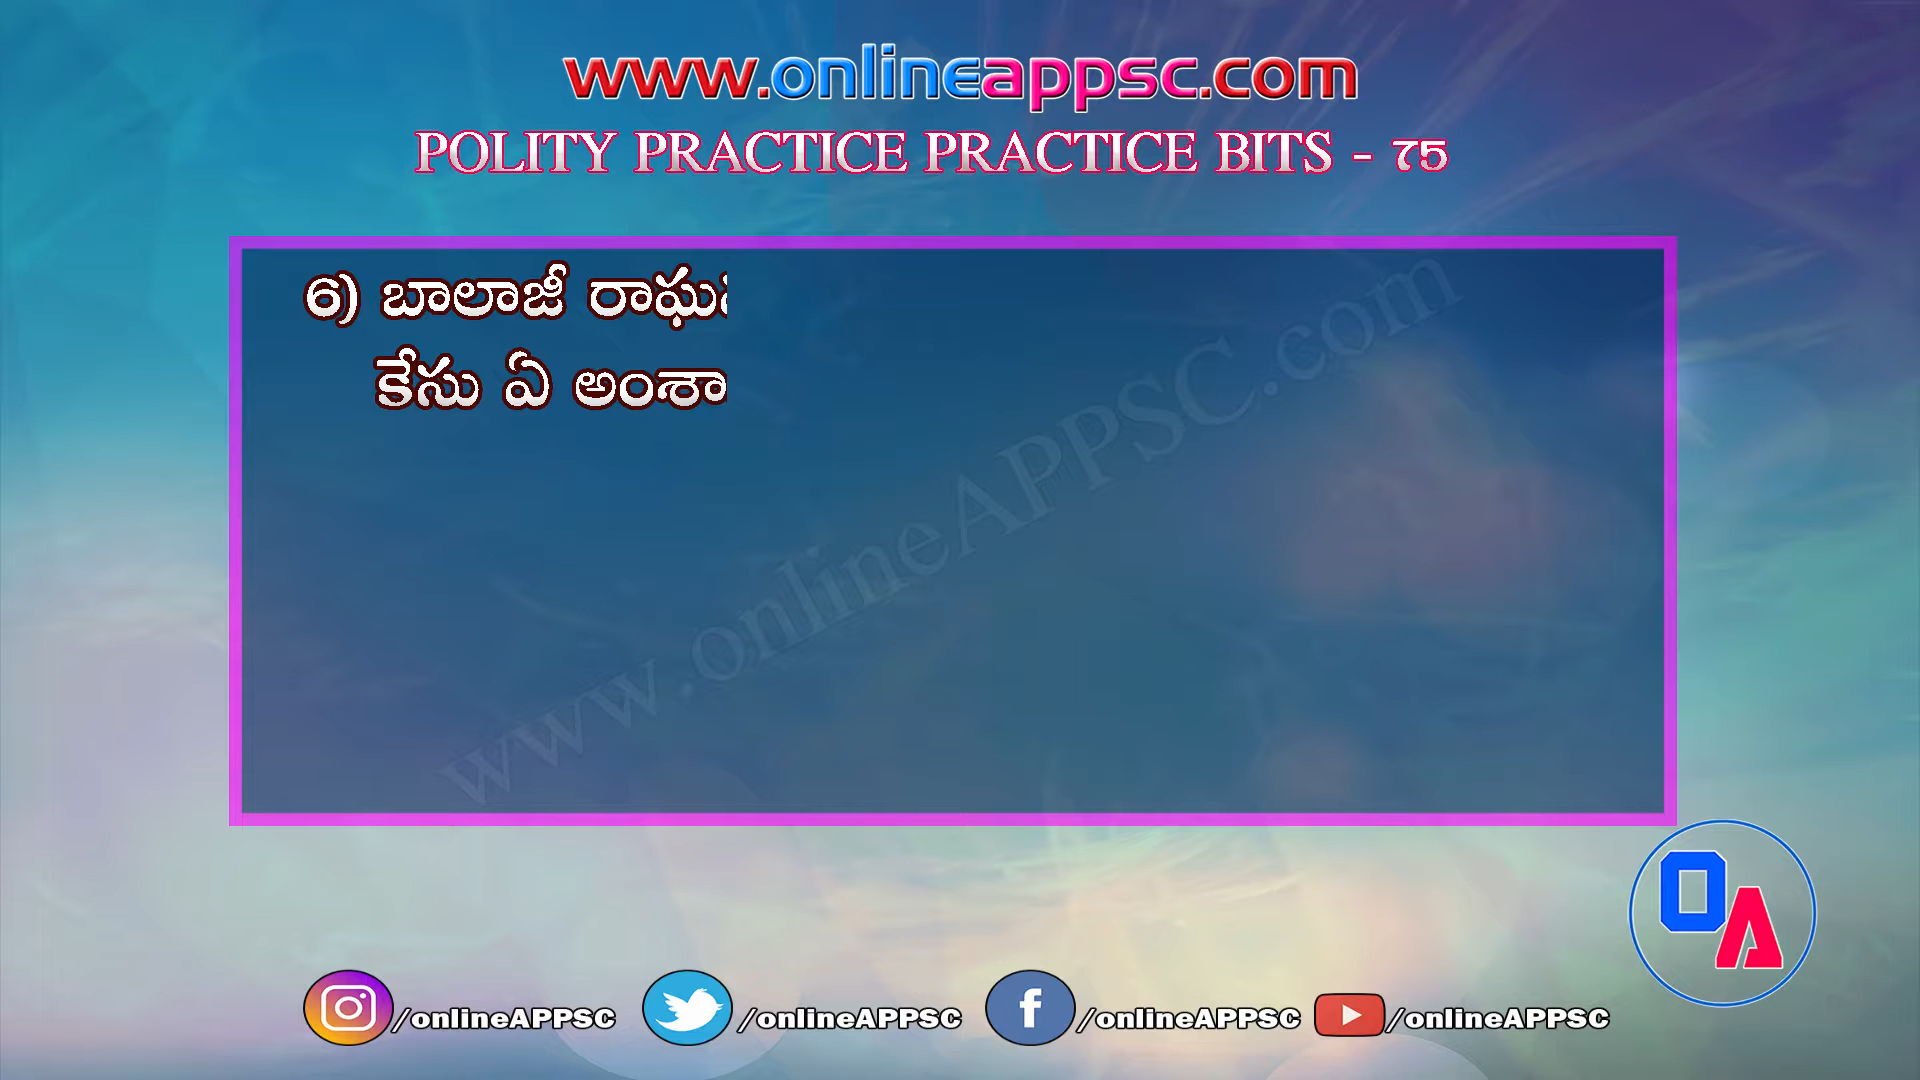 www.onlineappsc.com
POLITY PRACTICE PRACTICE BITS - 75
6) బాలాజీ
కేసు ఏ అంశా
www.onlineAPPSC.com
OA
/onlineAPPSC /onlineAPPSC /onlineAPPSC /onlineAPPSC